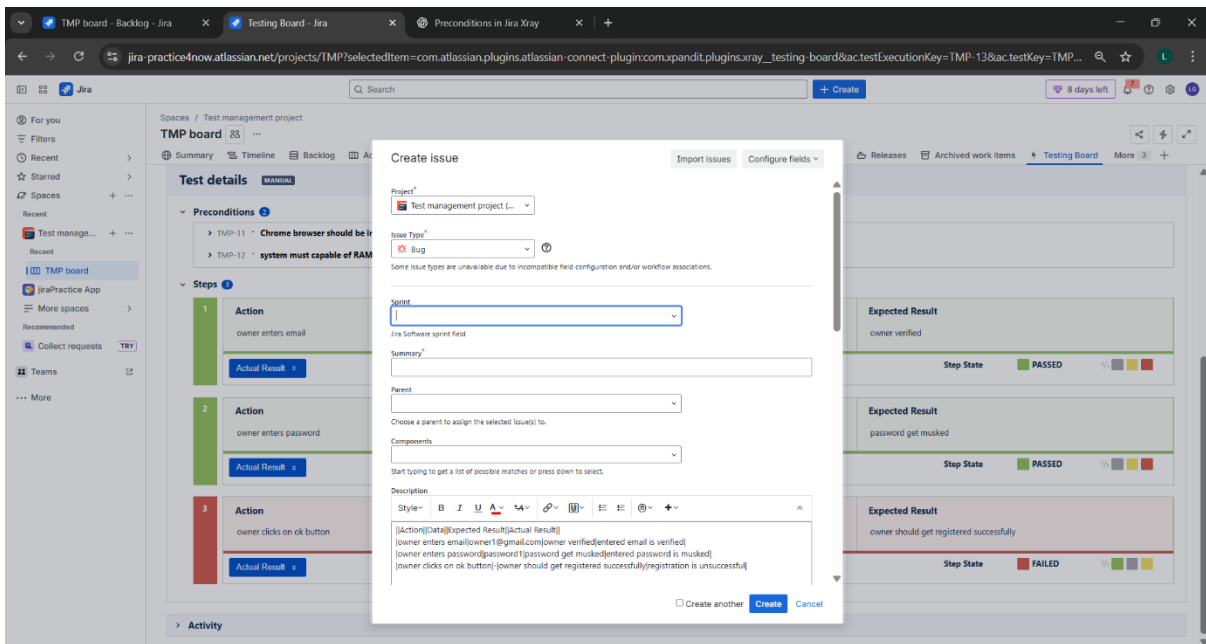 TMP board - Backlog - Jira
Testing Board - Jira
Preconditions in Jira Xray
jira-practice4now.atlassian.net/projects/TMP?selectedItem=com.atlassian.plugins.atlassian-connect-plugin:com.xpandit.plugins.xray__testing-board&ac.testExecutionKey=TMP-13&ac.testKey=TMP...
L
Jira
Search
+ Create
8 days left
7
LG
For you
Filters
Recent
Starred
Spaces
Recent
Test manage...
Recent
TMP board
jiraPractice App
More spaces
Recommended
Collect requests TRY
Teams
More
Spaces / Test management project
TMP board
Summary Timeline Backlog Ac
Releases Archived work items Testing Board More 3
Test details MANUAL
Preconditions 2
TMP-11 - Chrome browser should be in
TMP-12 - system must capable of RAM
Steps 3
1 Action
owner enters email
Expected Result
owner verified
Actual Result
Step State PASSED
2 Action
owner enters password
Expected Result
password get musked
Actual Result
Step State PASSED
3 Action
owner clicks on ok button
Expected Result
owner should get registered successfully
Actual Result
Step State FAILED
Activity
Create issue
Import issues Configure fields
Project*
Test management project (...
Issue Type*
Bug
Some issue types are unavailable due to incompatible field configuration and/or workflow associations.
Sprint
Jira Software sprint field
Summary*
Parent
Choose a parent to assign the selected issue(s) to.
Components
Start typing to get a list of possible matches or press down to select.
Description
Style B I U A
||Action||Data||Expected Result||Actual Result||
|owner enters email|owner1@gmail.com|owner verified|entered email is verified|
|owner enters password|password1|password get musked|entered password is musked|
|owner clicks on ok button|-|owner should get registered successfully|registration is unsuccessful|
Create another Create Cancel